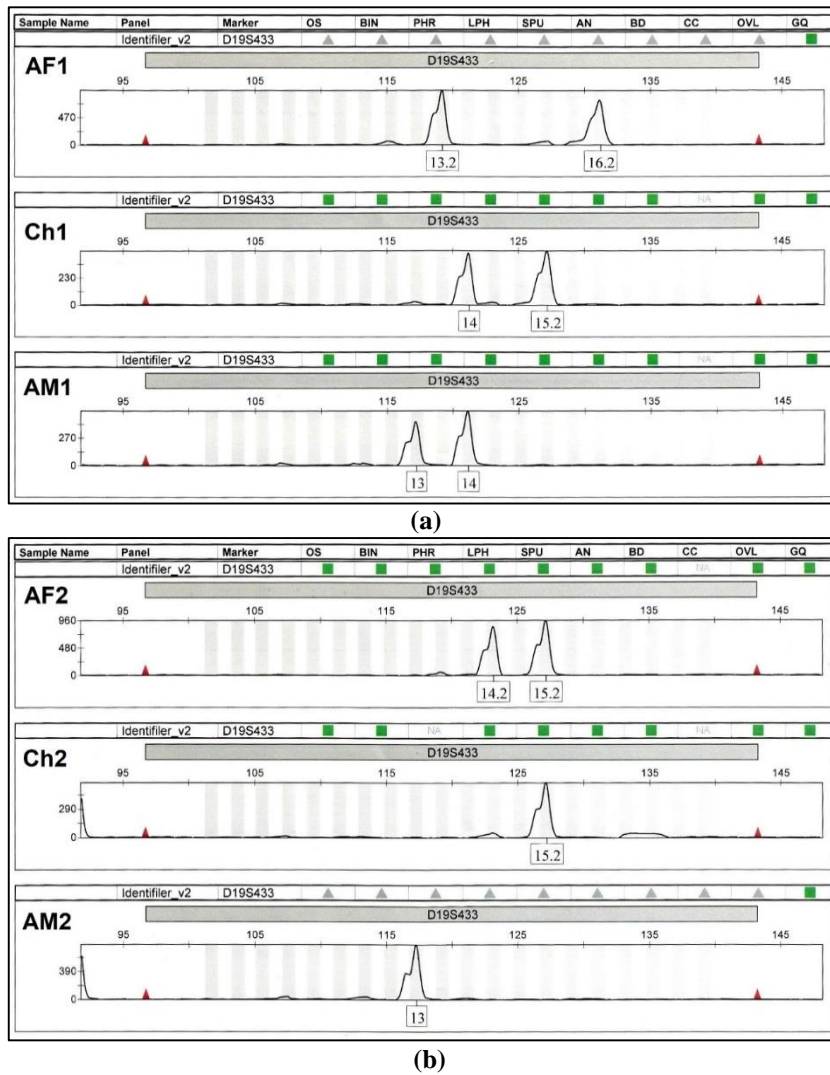 Sample Name Panel Marker OS BIN PHR LPH SPU AN BD CC OVL GQ
Identifiler_v2 D19S433
AF1
D19S433
95 105 115 125 135 145
470
0
13.2 16.2
Identifiler_v2 D19S433 NA
Ch1
D19S433
95 105 115 125 135 145
230
0
14 15.2
Identifiler_v2 D19S433 NA
AM1
D19S433
95 105 115 125 135 145
270
0
13 14
(a)
Sample Name Panel Marker OS BIN PHR LPH SPU AN BD CC OVL GQ
Identifiler_v2 D19S433 NA
AF2
D19S433
95 105 115 125 135 145
960
480
0
14.2 15.2
Identifiler_v2 D19S433 NA NA
Ch2
D19S433
95 105 115 125 135 145
290
0
15.2
Identifiler_v2 D19S433
AM2
D19S433
95 105 115 125 135 145
390
0
13
(b)